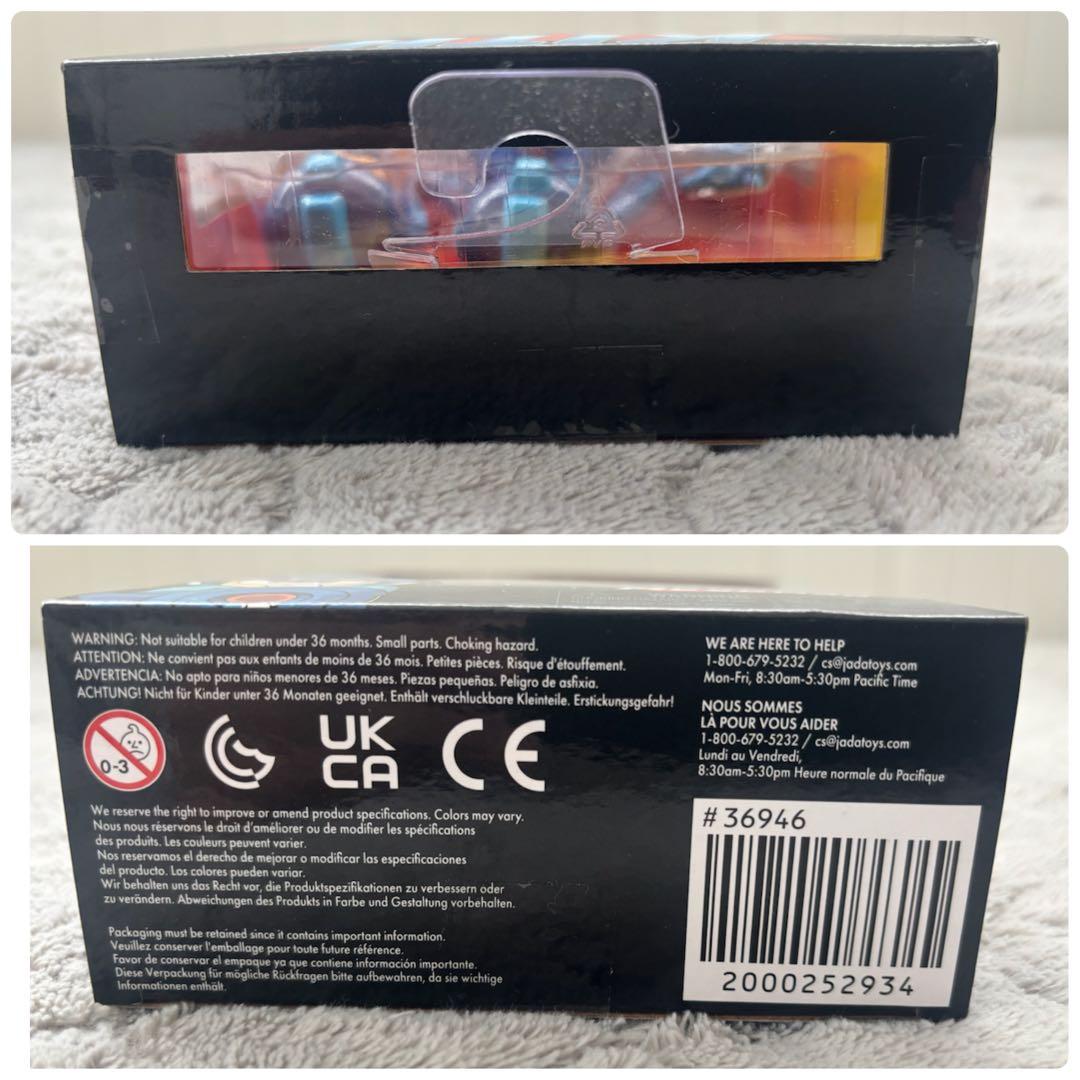 WARNING: Not suitable for children under 36 months. Small parts. Choking hazard.
ATTENTION: Ne convient pas aux enfants de moins de 36 mois. Petites pièces. Risque d'étouffement.
ADVERTENCIA: No apto para niños menores de 36 meses. Piezas pequeñas. Peligro de asfixia.
ACHTUNG! Nicht für Kinder unter 36 Monaten geeignet. Enthält verschluckbare Kleinteile. Erstickungsgefahr!
0-3
UK
CA
CE
We reserve the right to improve or amend product specifications. Colors may vary.
Nous nous réservons le droit d'améliorer ou de modifier les spécifications
des produits. Les couleurs peuvent varier.
Nos reservamos el derecho de mejorar o modificar las especificaciones
del producto. Los colores pueden variar.
Wir behalten uns das Recht vor, die Produktspezifikationen zu verbessern oder
zu verändern. Abweichungen des Produkts in Farbe und Gestaltung vorbehalten.
Packaging must be retained since it contains important information.
Veuillez conserver l'emballage pour toute future référence.
Favor de conservar el empaque ya que contiene información importante.
Diese Verpackung für mögliche Rückfragen bitte aufbewahren, da sie wichtige
Informationen enthält.
WE ARE HERE TO HELP
1-800-679-5232 / cs@jadatoys.com
Mon-Fri, 8:30am-5:30pm Pacific Time
NOUS SOMMES
LÀ POUR VOUS AIDER
1-800-679-5232 / cs@jadatoys.com
Lundi au Vendredi,
8:30am-5:30pm Heure normale du Pacifique
#36946
2000252934